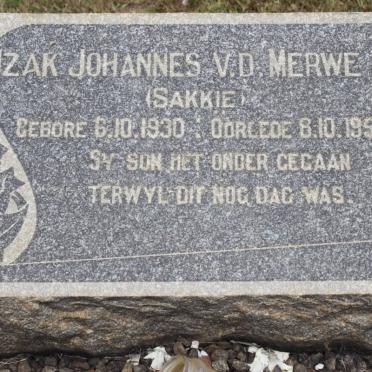 IZAK JOHANNES V.D. MERWE
(SAKKIE)
GEBORE 6.10.1930 : OORLEDE 8.10.195
SY SON HET ONDER GEGAAN
TERWYL DIT NOG DAG WAS.